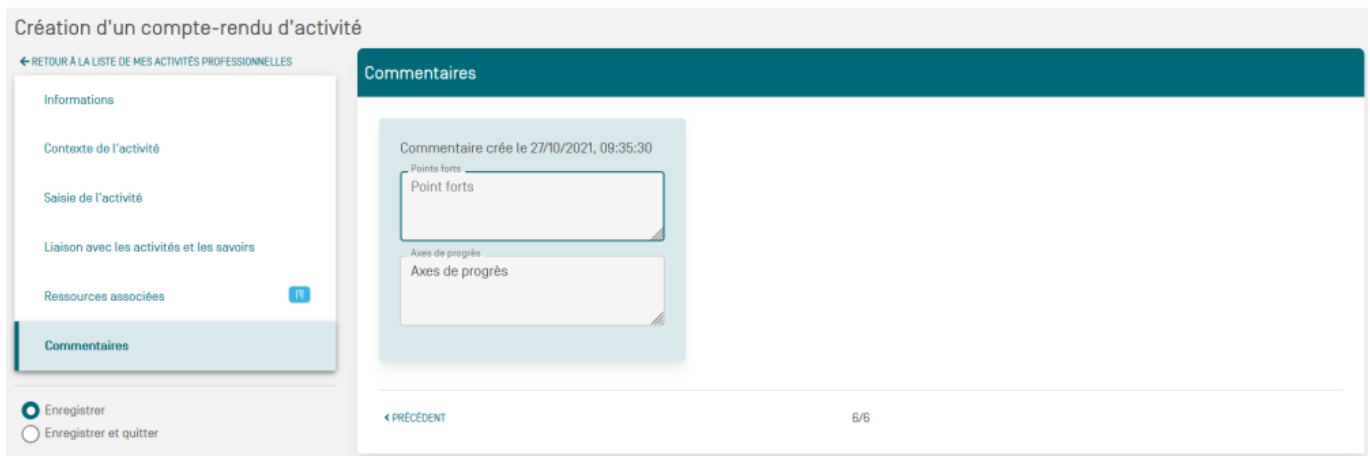 Création d'un compte-rendu d'activité
RETOUR À LA LISTE DE MES ACTIVITÉS PROFESSIONNELLES
Informations
Contexte de l'activité
Saisie de l'activité
Liaison avec les activités et les savoirs
Ressources associées
[1]
Commentaires
Enregistrer
Enregistrer et quitter
Commentaires
Commentaire crée le 27/10/2021, 09:35:30
Points forts
Point forts
Axes de progrès
Axes de progrès
PRÉCÉDENT
6/6